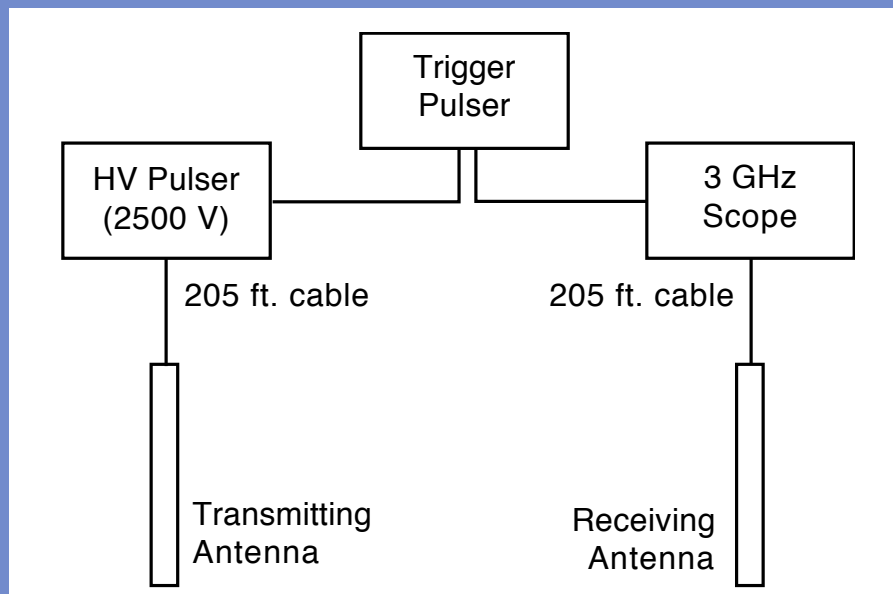 Trigger
Pulser
HV Pulser
(2500 V)
3 GHz
Scope
205 ft. cable
205 ft. cable
Transmitting
Antenna
Receiving
Antenna